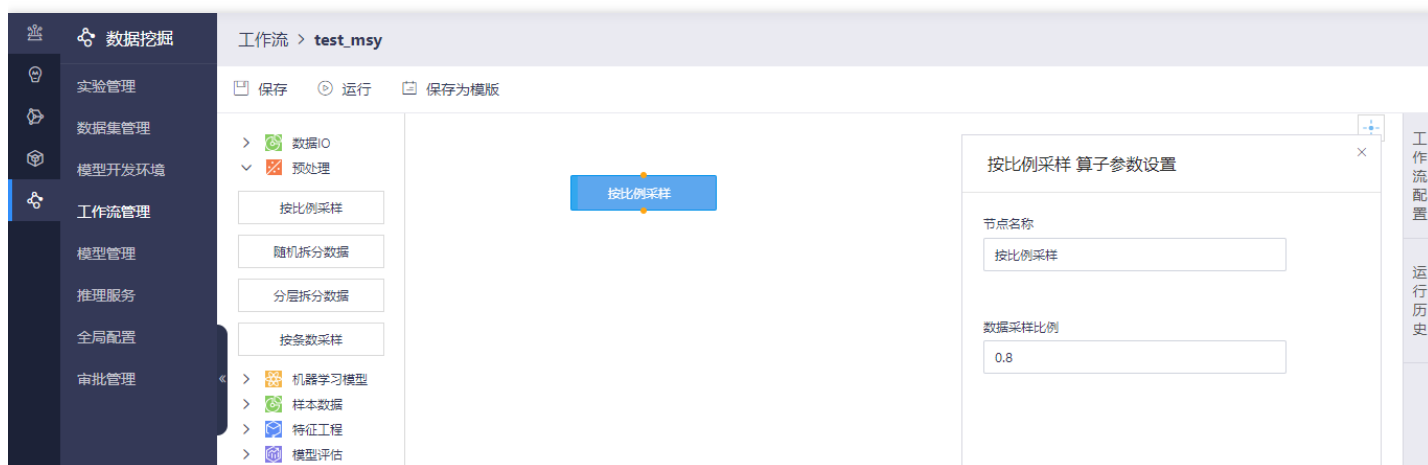 数据挖掘
工作流 > test_msy
实验管理
数据集管理
模型开发环境
工作流管理
模型管理
推理服务
全局配置
审批管理
保存 运行 保存为模版
数据IO
预处理
按比例采样
随机拆分数据
分层拆分数据
按条数采样
机器学习模型
样本数据
特征工程
模型评估
按比例采样
按比例采样 算子参数设置
节点名称
按比例采样
数据采样比例
0.8
工作流配置
运行历史